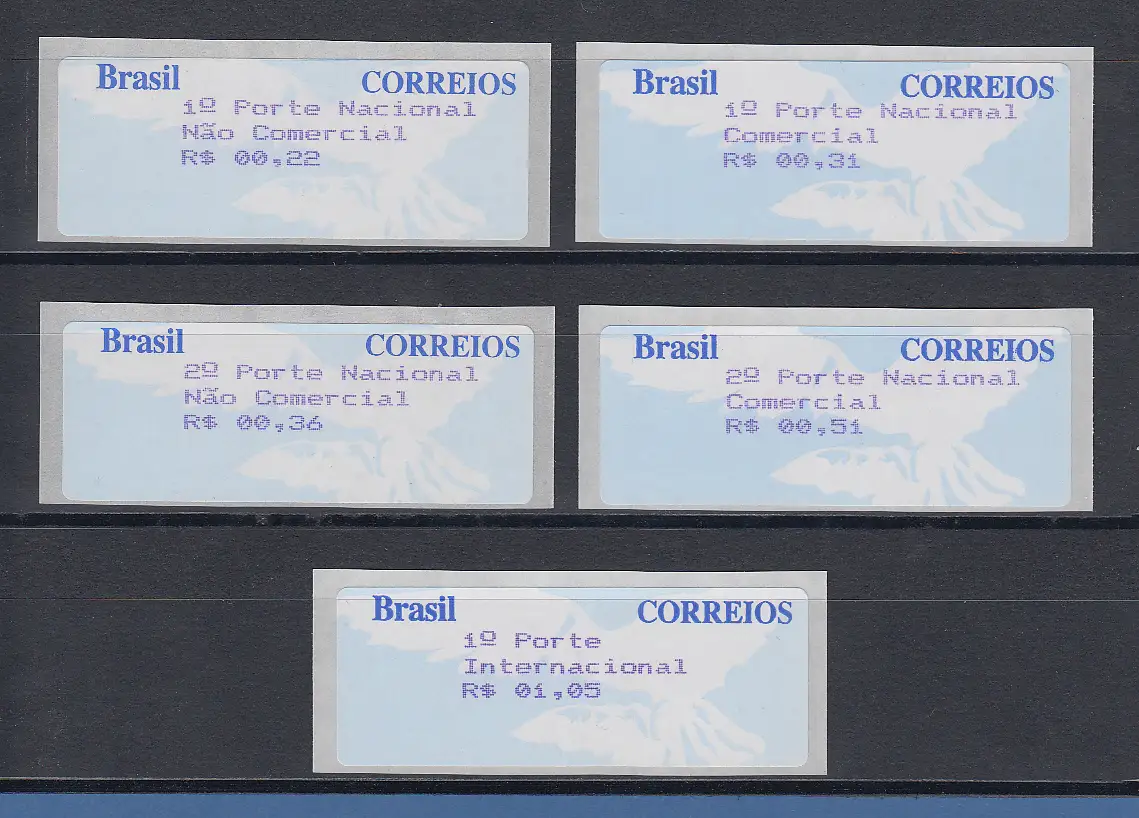 Brasil CORREIOS
1º Porte Nacional
Não Comercial
R$ 00,22
Brasil CORREIOS
1º Porte Nacional
Comercial
R$ 00,31
Brasil CORREIOS
2º Porte Nacional
Não Comercial
R$ 00,36
Brasil CORREIOS
2º Porte Nacional
Comercial
R$ 00,51
Brasil CORREIOS
1º Porte
Internacional
R$ 01,05